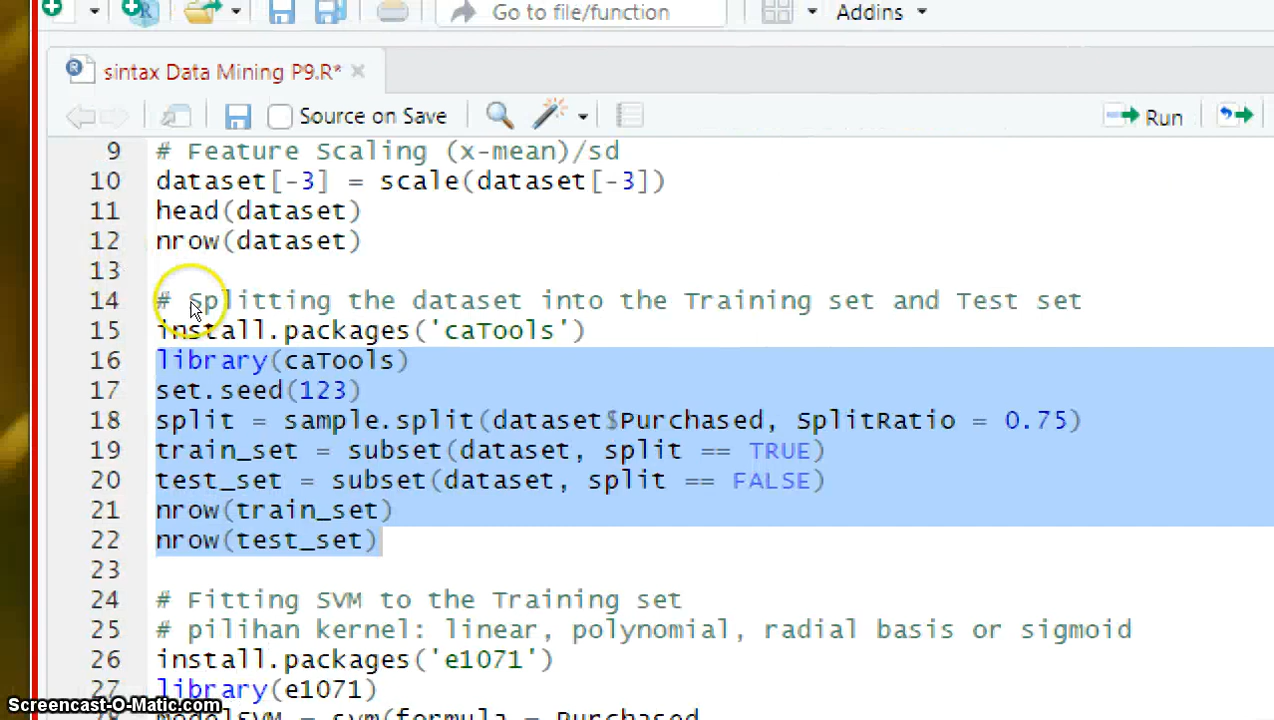 Go to file/function
Addins
sintax Data Mining P9.R*
Source on Save
Run
9 # Feature Scaling (x-mean)/sd
10 dataset[-3] = scale(dataset[-3])
11 head(dataset)
12 nrow(dataset)
13
14 # Splitting the dataset into the Training set and Test set
15 install.packages('caTools')
16 library(caTools)
17 set.seed(123)
18 split = sample.split(dataset$Purchased, SplitRatio = 0.75)
19 train_set = subset(dataset, split == TRUE)
20 test_set = subset(dataset, split == FALSE)
21 nrow(train_set)
22 nrow(test_set)
23
24 # Fitting SVM to the Training set
25 # pilihan kernel: linear, polynomial, radial basis or sigmoid
26 install.packages('e1071')
27 library(e1071)
28 modelSVM = svm(formula = Purchased
Screencast-O-Matic.com